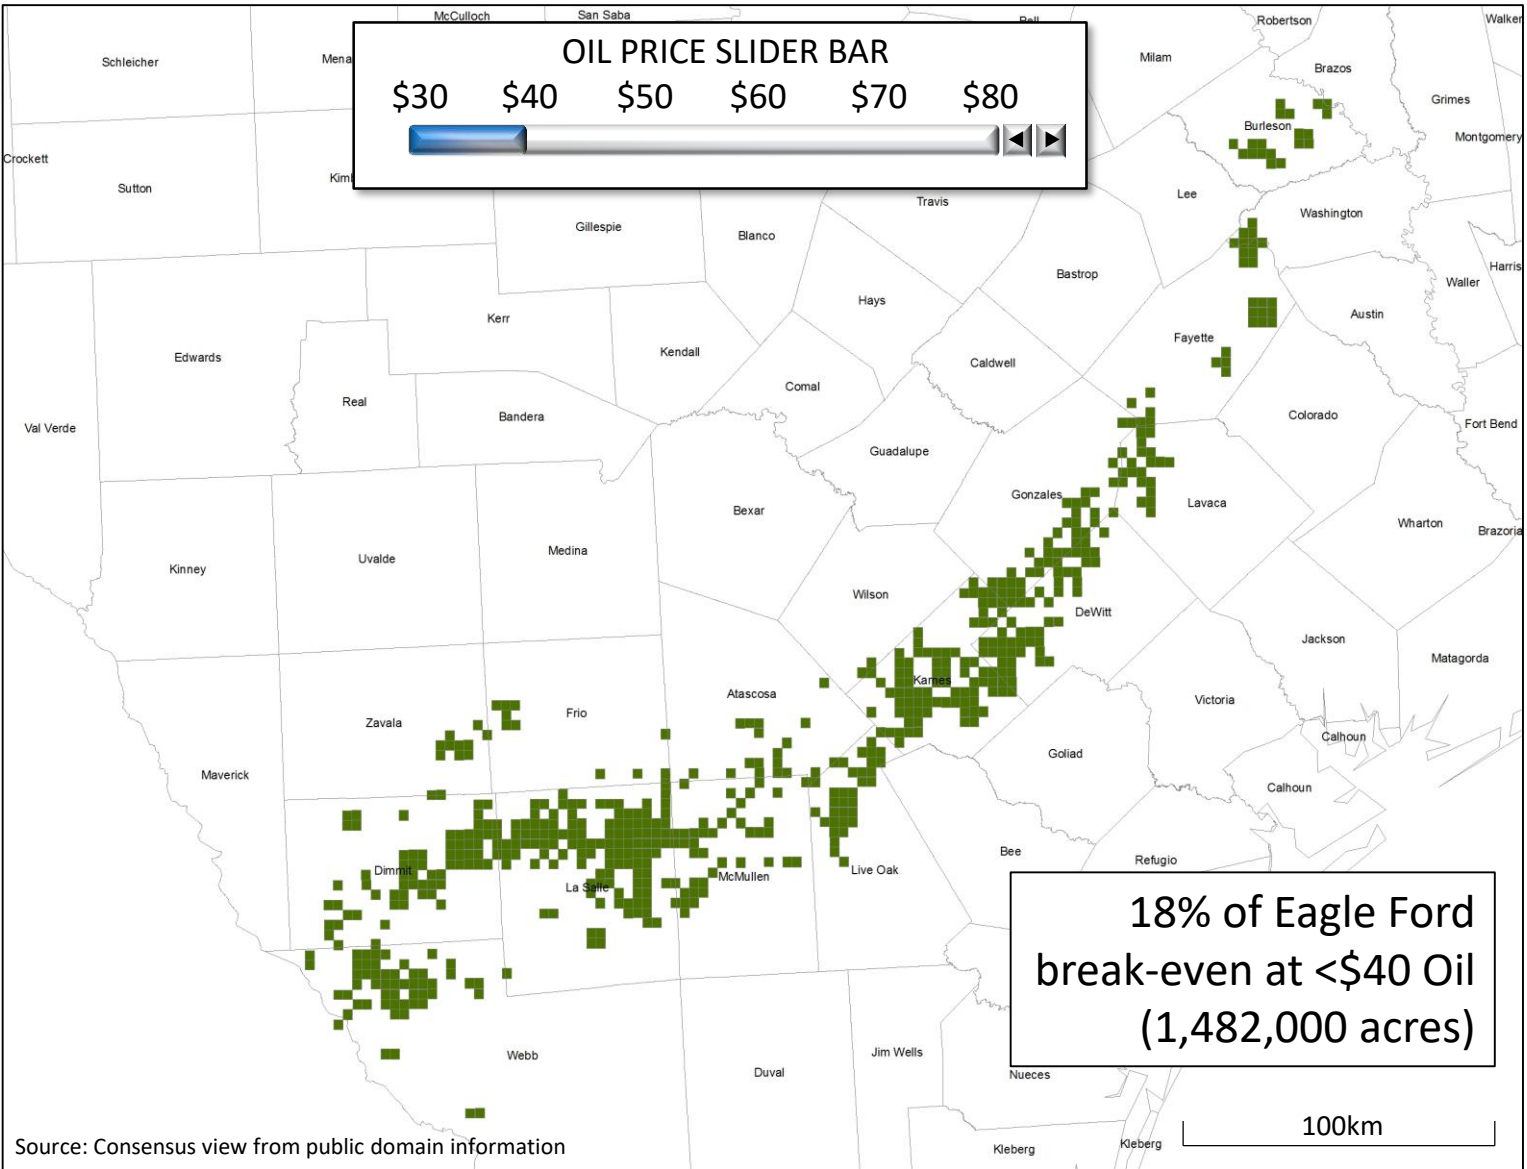 McCulloch
San Saba
Robertson
Walker
Schleicher
OIL PRICE SLIDER BAR
Milam
Brazos
$30 $40 $50 $60 $70 $80
Grimes
Burleson
Montgomery
Crockett
Sutton
Lee
Travis
Washington
Gillespie
Blanco
Bastrop
Harris
Waller
Hays
Austin
Kerr
Fayette
Kendall
Edwards
Caldwell
Comal
Real
Bandera
Colorado
Val Verde
Fort Bend
Guadalupe
Gonzales
Lavaca
Bexar
Wharton
Brazoria
Medina
Uvalde
Kinney
Wilson
DeWitt
Jackson
Matagorda
Karnes
Atascosa
Victoria
Frio
Zavala
Calhoun
Goliad
Maverick
Calhoun
Bee
Refugio
Dimmit
Live Oak
McMullen
La Salle
18% of Eagle Ford
break-even at <$40 Oil
(1,482,000 acres)
Jim Wells
Webb
Duval
Nueces
100km
Source: Consensus view from public domain information
Kleberg
Kleberg